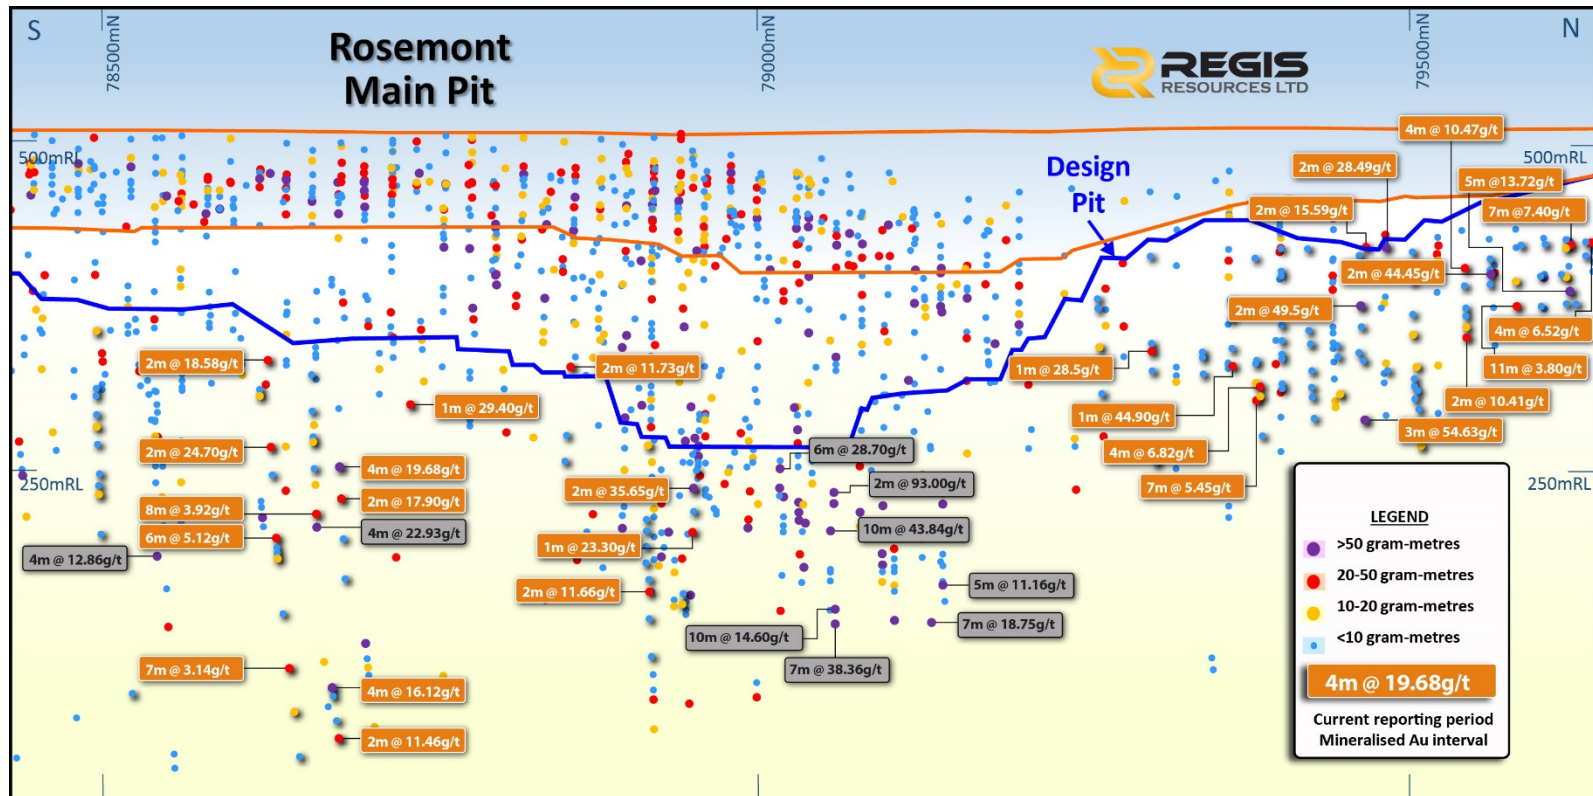 S
78500mN
Rosemont
Main Pit
79000mN
REGIS
RESOURCES LTD
79500mN
N
500mRL
500mRL
4m @ 10.47g/t
2m @ 28.49g/t
5m @13.72g/t
2m @ 15.59g/t
7m @ 7.40g/t
Design
Pit
2m @ 44.45g/t
2m @ 49.5g/t
4m @ 6.52g/t
2m @ 18.58g/t
2m @ 11.73g/t
1m @ 28.5g/t
11m @ 3.80g/t
1m @ 29.40g/t
1m @ 44.90g/t
2m @ 10.41g/t
3m @ 54.63g/t
2m @ 24.70g/t
6m @ 28.70g/t
4m @ 6.82g/t
4m @ 19.68g/t
250mRL
2m @ 35.65g/t
2m @ 93.00g/t
7m @ 5.45g/t
250mRL
2m @ 17.90g/t
8m @ 3.92g/t
4m @ 22.93g/t
10m @ 43.84g/t
6m @ 5.12g/t
1m @ 23.30g/t
4m @ 12.86g/t
2m @ 11.66g/t
5m @ 11.16g/t
7m @ 18.75g/t
10m @ 14.60g/t
7m @ 3.14g/t
7m @ 38.36g/t
4m @ 16.12g/t
2m @ 11.46g/t
LEGEND
>50 gram-metres
20-50 gram-metres
10-20 gram-metres
<10 gram-metres
4m @ 19.68g/t
Current reporting period
Mineralised Au interval